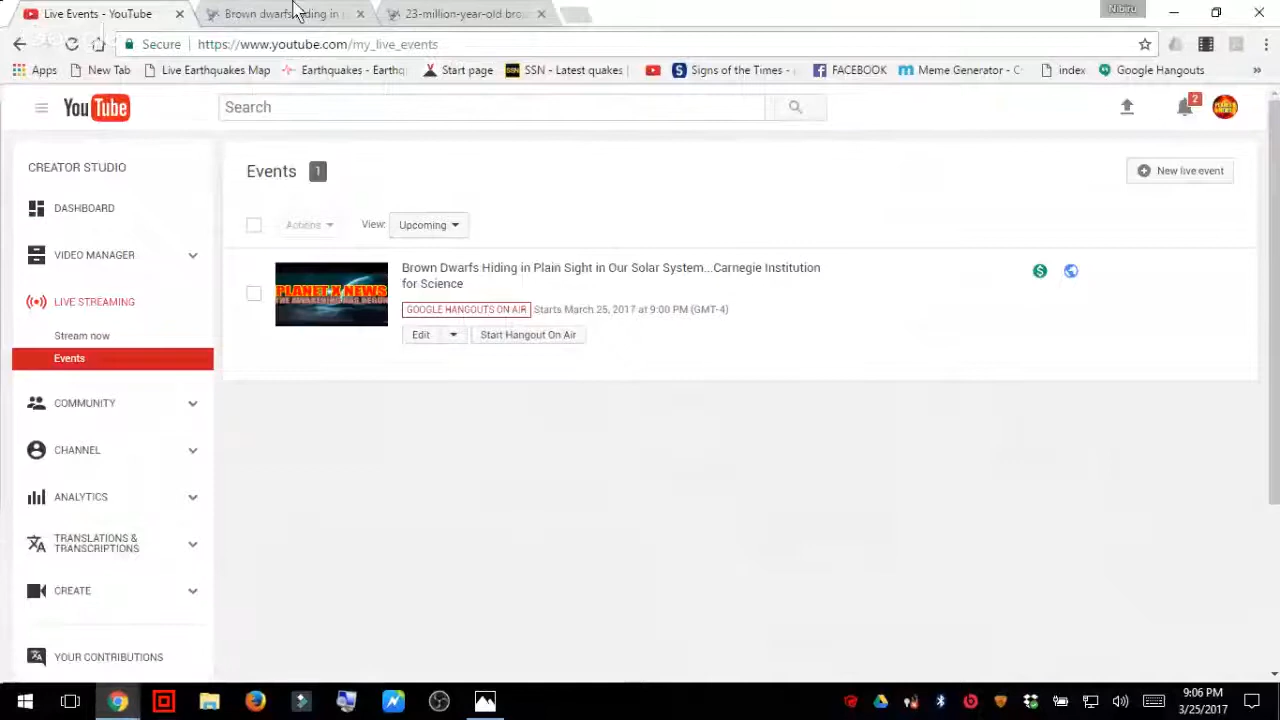 Live Events - YouTube
Brown dwarfs hiding in
23-million-year-old bro
Nibiru
Secure
https://www.youtube.com/my_live_events
Apps
New Tab
Live Earthquakes Map
Earthquakes - Earthq
Start page
SSN - Latest quakes |
Signs of the Times -
FACEBOOK
Meme Generator - C
index
Google Hangouts
»
YouTube
Search
2
CREATOR STUDIO
DASHBOARD
VIDEO MANAGER
LIVE STREAMING
Stream now
Events
COMMUNITY
CHANNEL
ANALYTICS
TRANSLATIONS &
TRANSCRIPTIONS
CREATE
YOUR CONTRIBUTIONS
Events 1
New live event
Actions
View:
Upcoming
PLANET X NEWS
THE AWAKENING HAS BEGUN
Brown Dwarfs Hiding in Plain Sight in Our Solar System...Carnegie Institution
for Science
GOOGLE HANGOUTS ON AIR Starts March 25, 2017 at 9:00 PM (GMT-4)
Edit
Start Hangout On Air
9:06 PM
3/25/2017